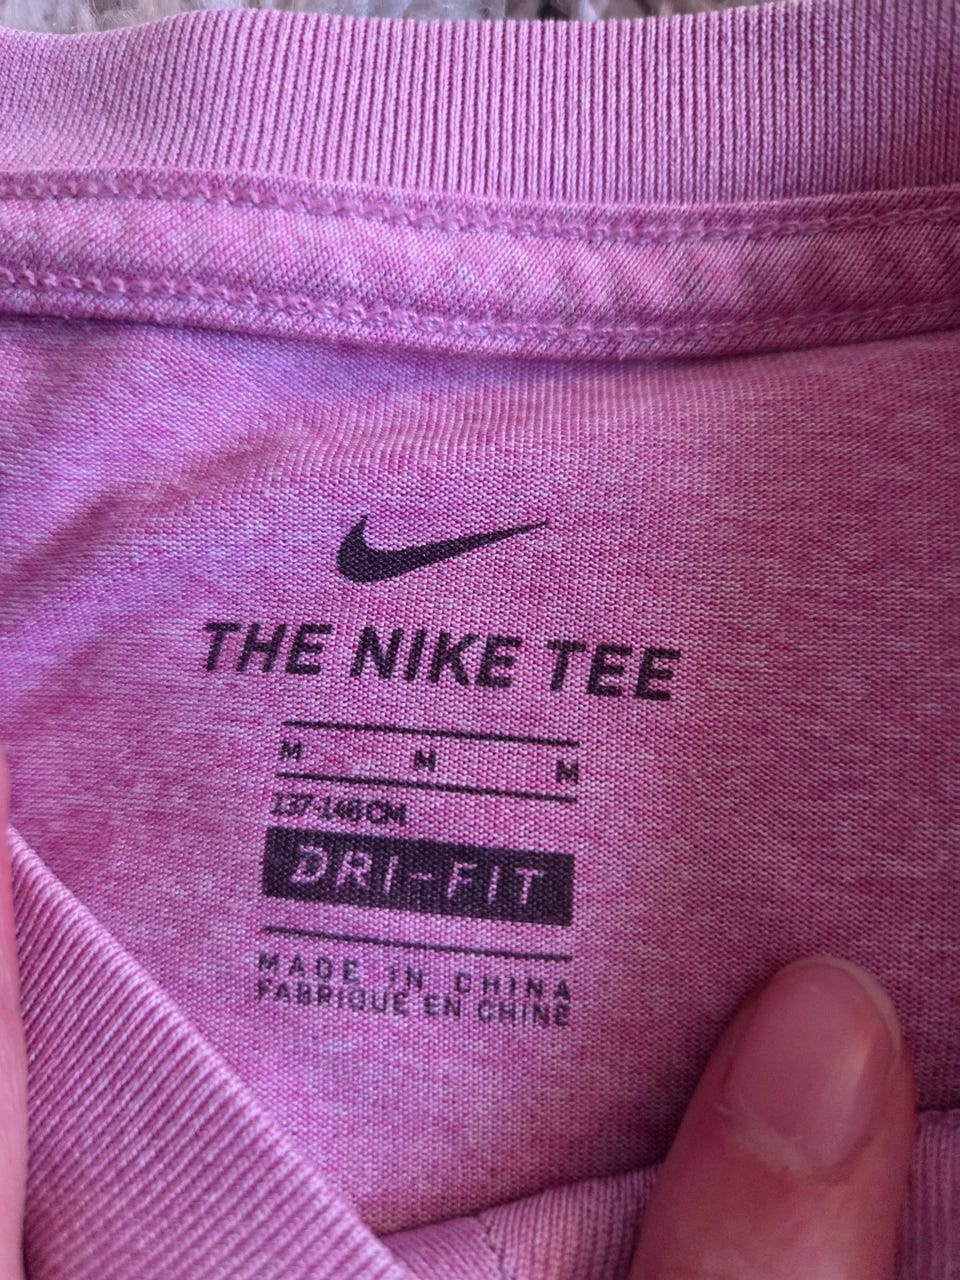 THE NIKE TEE
M M M
137-146CM
DRI-FIT
MADE IN CHINA
FABRIQUE EN CHINE